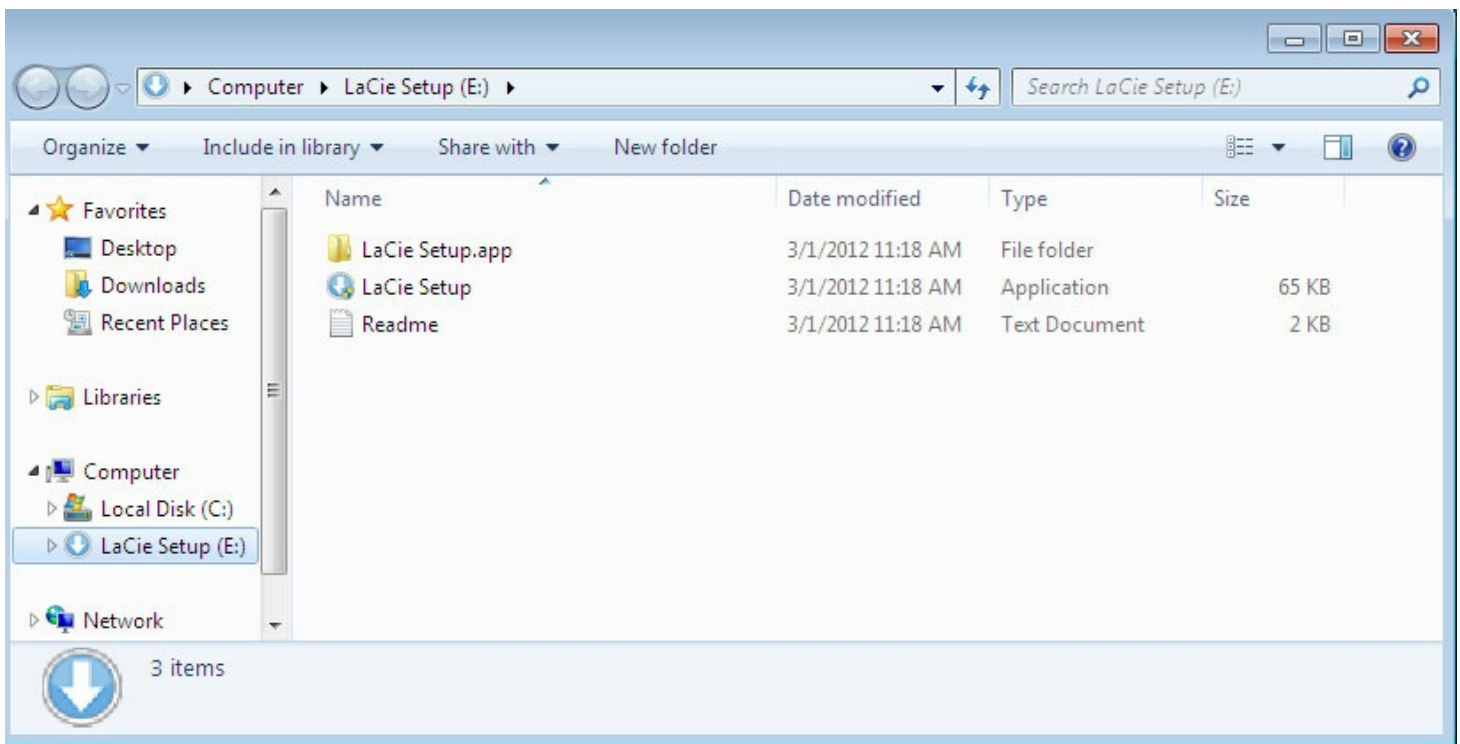 Computer LaCie Setup (E:) Search LaCie Setup (E:)
Organize Include in library Share with New folder
Favorites
Desktop
Downloads
Recent Places
Libraries
Computer
Local Disk (C:)
LaCie Setup (E:)
Network
Name Date modified Type Size
LaCie Setup.app 3/1/2012 11:18 AM File folder
LaCie Setup 3/1/2012 11:18 AM Application 65 KB
Readme 3/1/2012 11:18 AM Text Document 2 KB
3 items